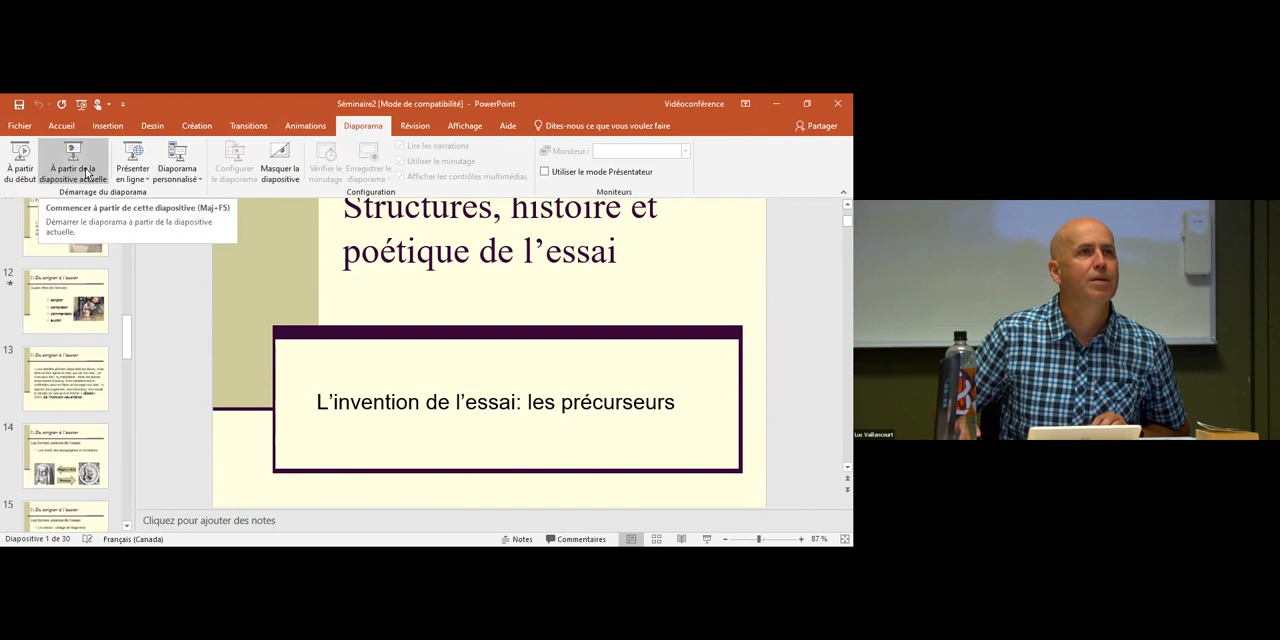 Séminaire2 [Mode de compatibilité] - PowerPoint
Vidéoconférence
Fichier
Accueil
Insertion
Dessin
Création
Transitions
Animations
Diaporama
Révision
Affichage
Aide
Dites-nous ce que vous voulez faire
Partager
À partir
du début
À partir de la
diapositive actuelle
Présenter
en ligne
Diaporama
personnalisé
Configurer
le diaporama
Masquer la
diapositive
Vérifier le
minutage
Enregistrer le
diaporama
Lire les narrations
Utiliser le minutage
Afficher les contrôles multimédias
Moniteur :
Utiliser le mode Présentateur
Démarrage du diaporama
Configuration
Moniteurs
Commencer à partir de cette diapositive (Maj+F5)
Démarrer le diaporama à partir de la diapositive
actuelle.
12
13
14
15
Structures, histoire et
poétique de l’essai
L’invention de l’essai: les précurseurs
Cliquez pour ajouter des notes
Diapositive 1 de 30
Français (Canada)
Notes
Commentaires
87 %
Luc Vaillancourt